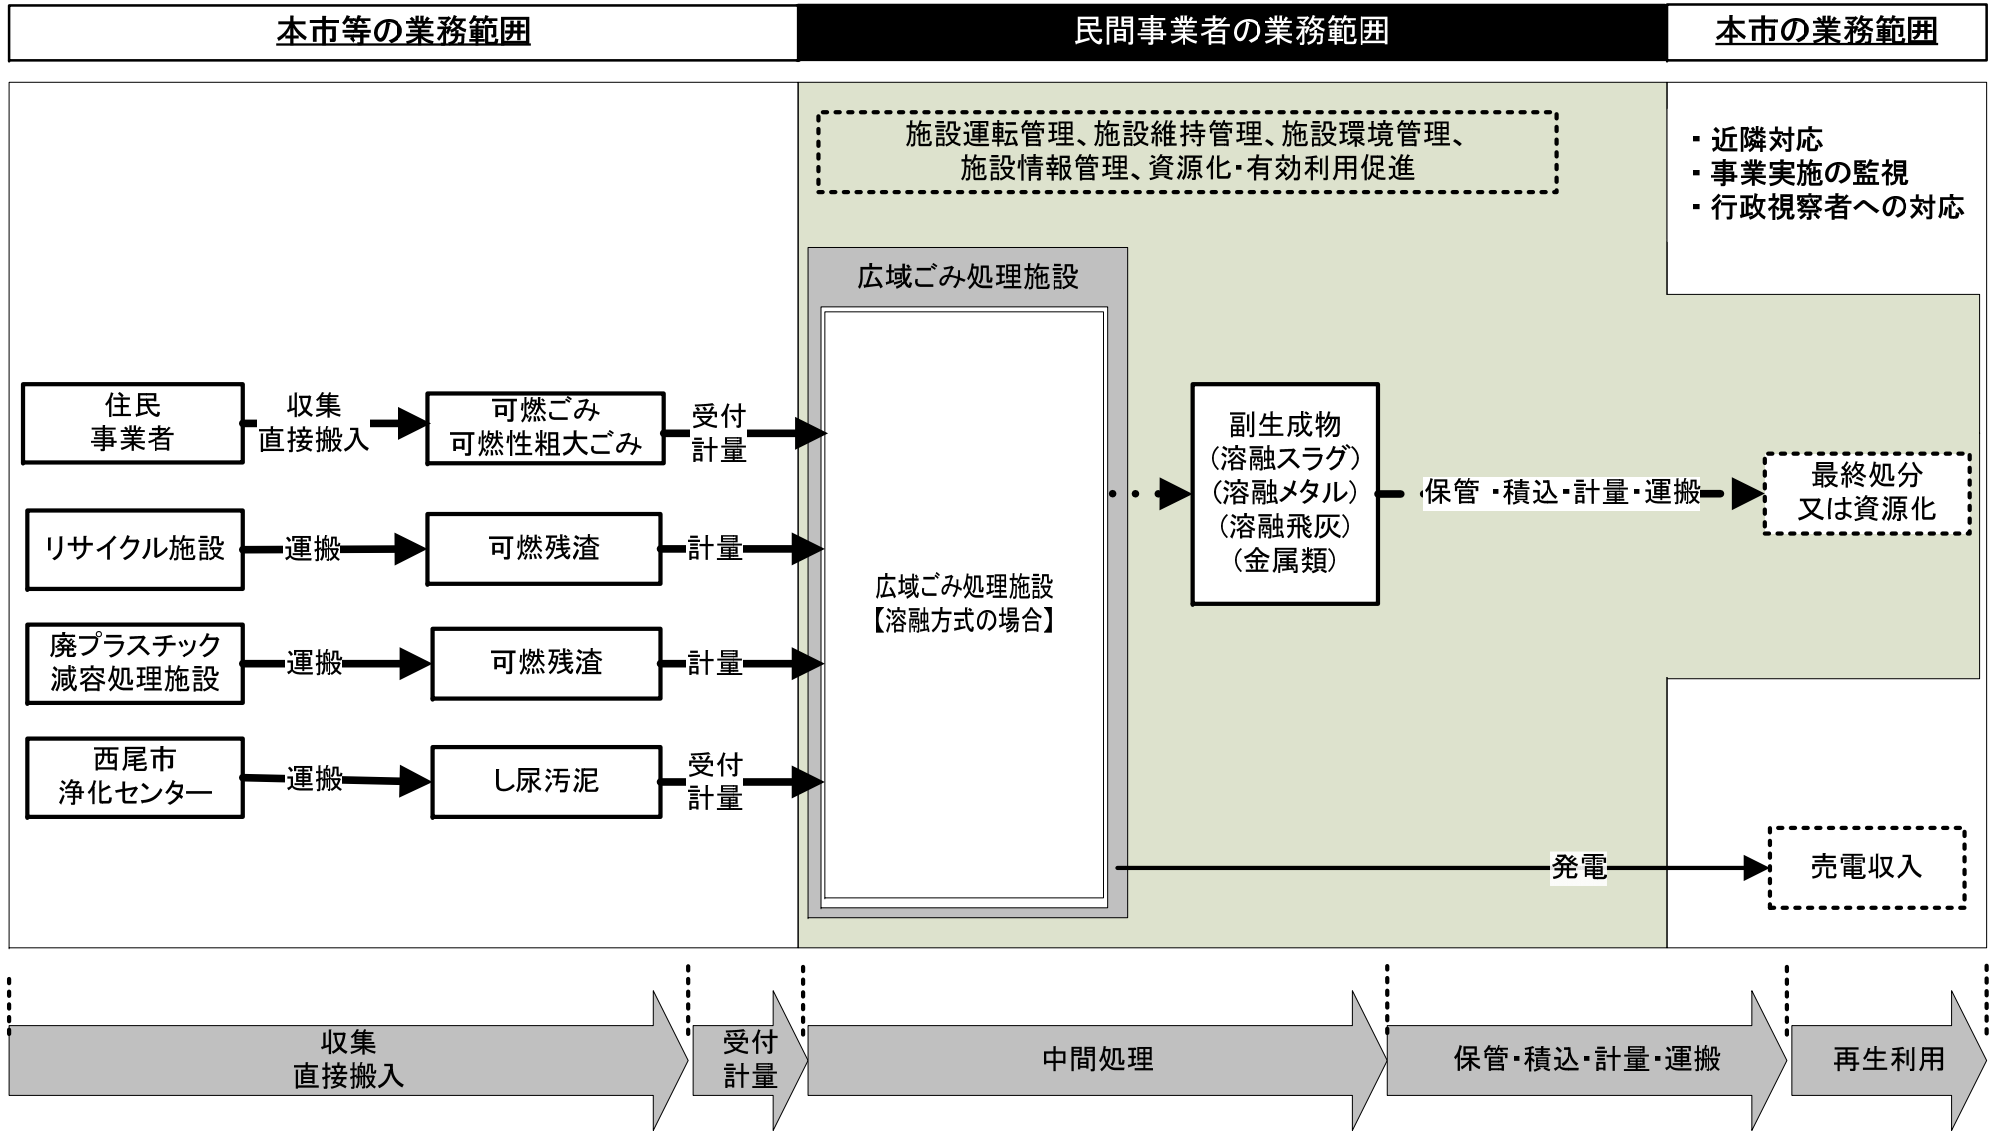 本市等の業務範囲
民間事業者の業務範囲
本市の業務範囲
施設運転管理、施設維持管理、施設環境管理、
施設情報管理、資源化・有効利用促進
・近隣対応
・事業実施の監視
・行政視察者への対応
広域ごみ処理施設
住民
事業者
収集
直接搬入
可燃ごみ
可燃性粗大ごみ
受付
計量
リサイクル施設
運搬
可燃残渣
計量
廃プラスチック
減容処理施設
運搬
可燃残渣
計量
西尾市
浄化センター
運搬
し尿汚泥
受付
計量
広域ごみ処理施設
【溶融方式の場合】
副生成物
（溶融スラグ）
（溶融メタル）
（溶融飛灰）
（金属類）
保管・積込・計量・運搬
最終処分
又は資源化
発電
売電収入
収集
直接搬入
受付
計量
中間処理
保管・積込・計量・運搬
再生利用